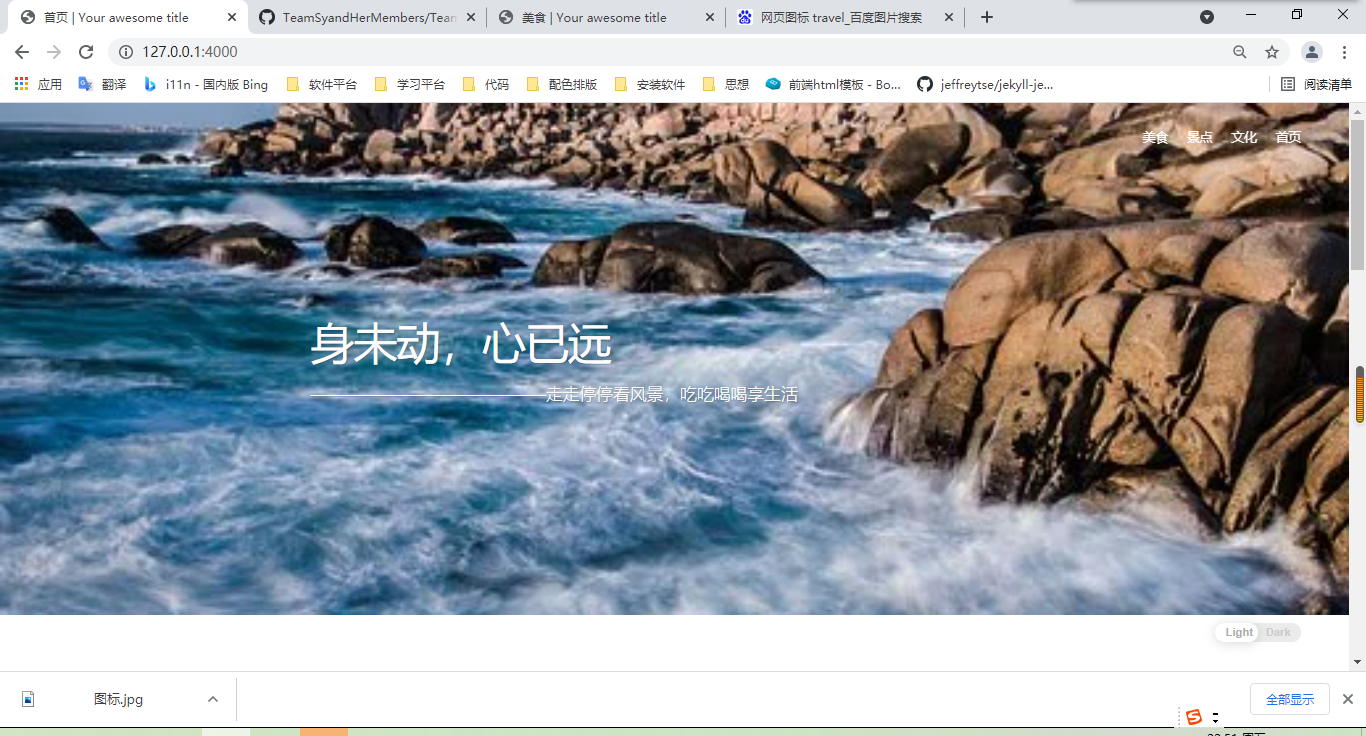 首页 | Your awesome title
TeamSyandHerMembers/Team
美食 | Your awesome title
网页图标 travel_百度图片搜索
127.0.0.1:4000
应用
翻译
i11n - 国内版 Bing
软件平台
学习平台
代码
配色排版
安装软件
思想
前端html模板 - Bo...
jeffreytse/jekyll-je...
阅读清单
美食 景点 文化 首页
身未动，心已远
走走停停看风景，吃吃喝喝享生活
Light Dark
图标.jpg
全部显示